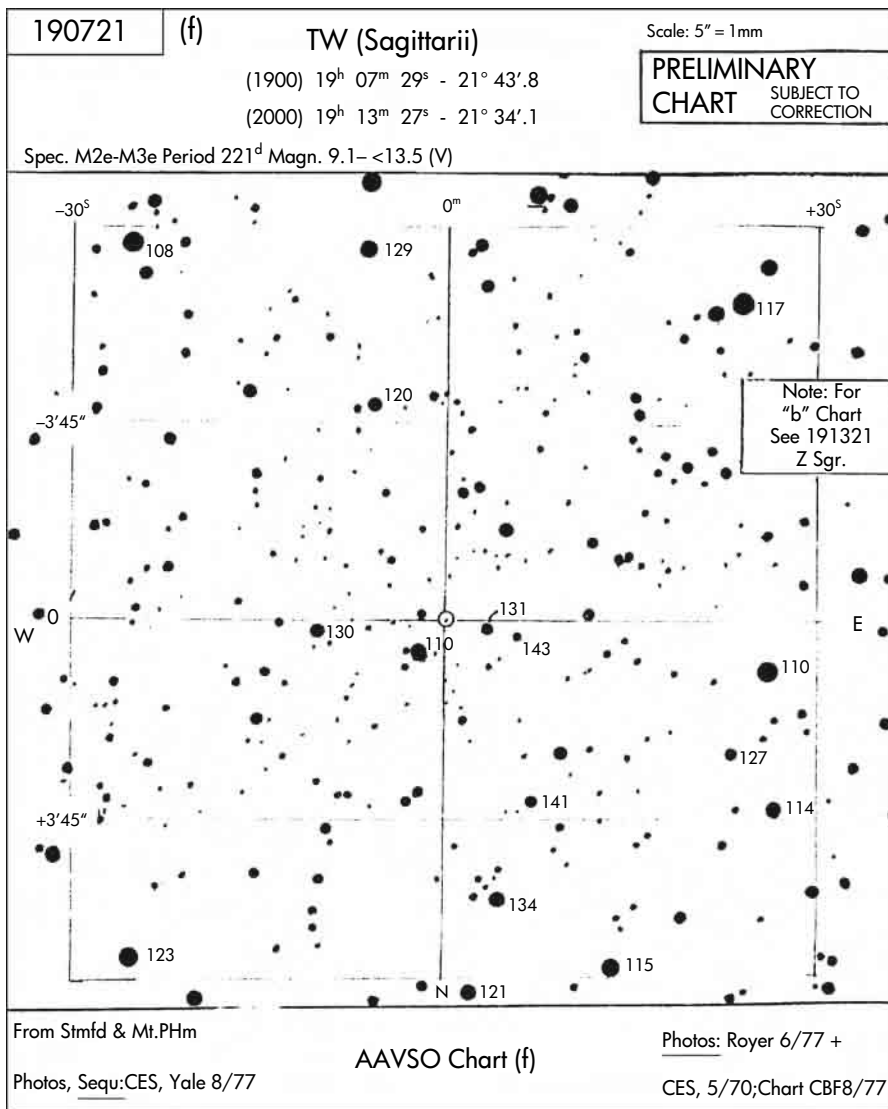 190721
(f)
TW (Sagittarii)
Scale: 5″ = 1mm
(1900) 19ʰ 07ᵐ 29ˢ - 21° 43′.8
(2000) 19ʰ 13ᵐ 27ˢ - 21° 34′.1
PRELIMINARY
CHART SUBJECT TO
CORRECTION
Spec. M2e-M3e Period 221ᵈ Magn. 9.1– <13.5 (V)
–30ˢ
0ᵐ
+30ˢ
108
129
117
120
–3′45″
Note: For
"b" Chart
See 191321
Z Sgr.
0
131
W
E
130
110
143
110
127
141
114
+3′45″
134
123
115
N
121
From Stmfd & Mt.PHm
Photos, Sequ:CES, Yale 8/77
AAVSO Chart (f)
Photos: Royer 6/77 +
CES, 5/70;Chart CBF8/77